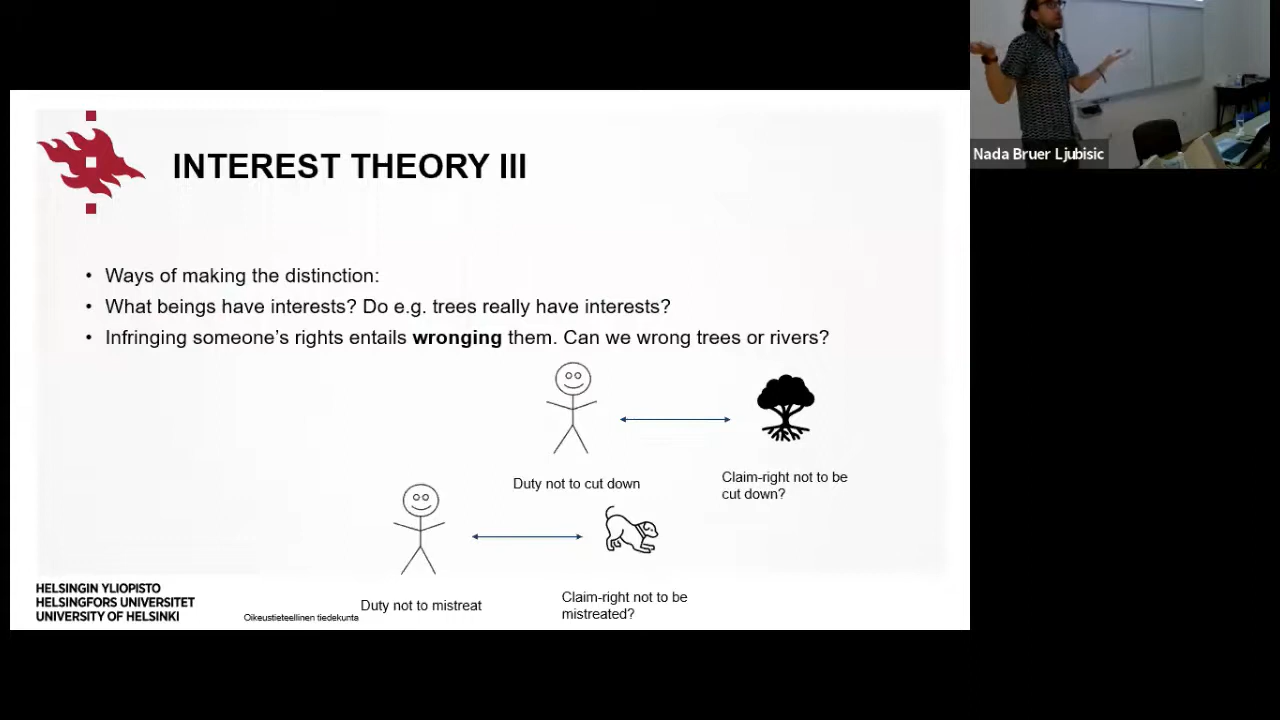 Nada Bruer Ljubisic
INTEREST THEORY III
• Ways of making the distinction:
• What beings have interests? Do e.g. trees really have interests?
• Infringing someone's rights entails wronging them. Can we wrong trees or rivers?
Duty not to cut down
Claim-right not to be
cut down?
Duty not to mistreat
Claim-right not to be
mistreated?
HELSINGIN YLIOPISTO
HELSINGFORS UNIVERSITET
UNIVERSITY OF HELSINKI
Oikeustieteellinen tiedekunta